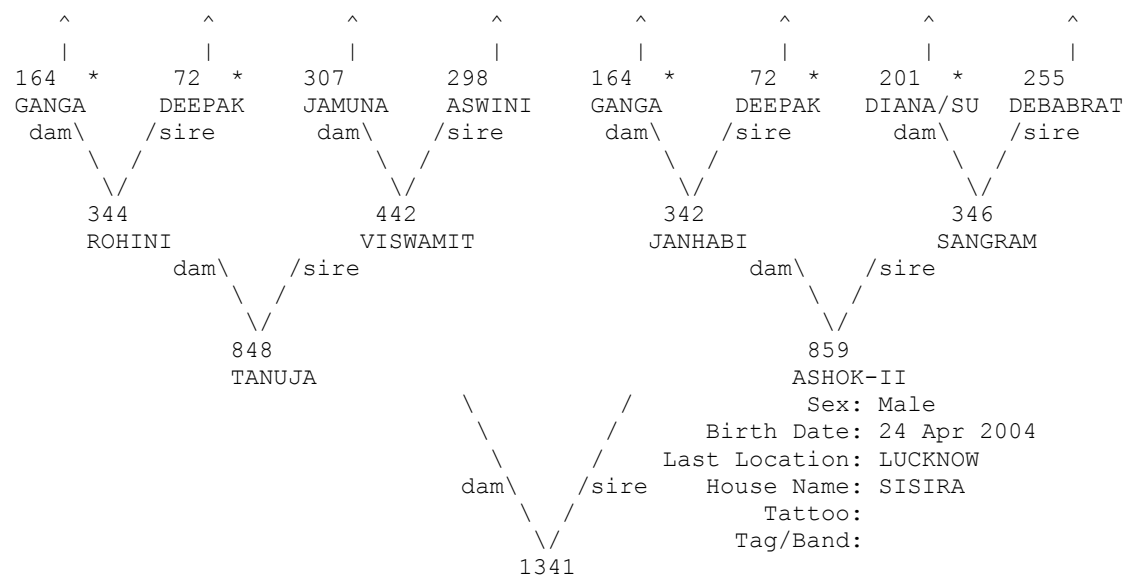 ^ ^ ^ ^ ^ ^ ^ ^
| | | | | | | |
164 * 72 * 307 298 164 * 72 * 201 * 255
GANGA DEEPAK JAMUNA ASWINI GANGA DEEPAK DIANA/SU DEBABRAT
dam\ /sire dam\ /sire dam\ /sire dam\ /sire
\ / \ / \ / \ /
\/ \/ \/ \/
344 442 342 346
ROHINI VISWAMIT JANHABI SANGRAM
dam\ /sire dam\ /sire
\ / \ /
\/ \/
848 859
TANUJA ASHOK-II
\ / Sex: Male
\ / Birth Date: 24 Apr 2004
\ / Last Location: LUCKNOW
dam\ /sire House Name: SISIRA
\ / Tattoo:
\/ Tag/Band:
1341